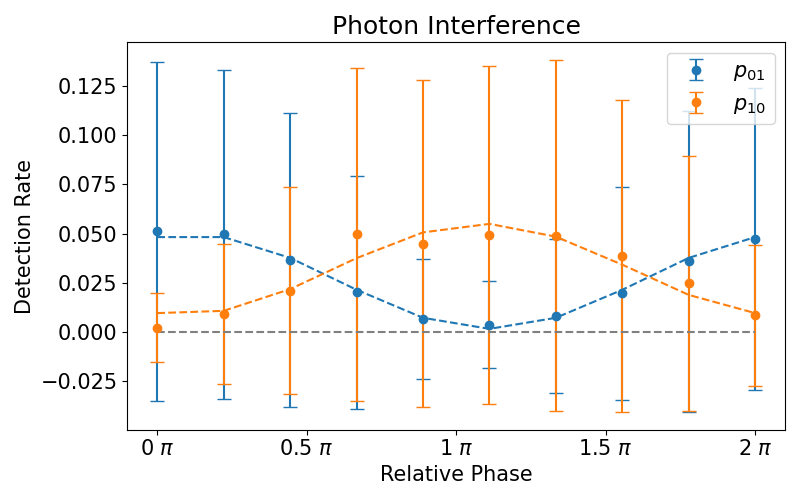 Photon Interference
Detection Rate
0.125
0.100
0.075
0.050
0.025
0.000
−0.025
p₀₁
p₁₀
0 π
0.5 π
1 π
1.5 π
2 π
Relative Phase